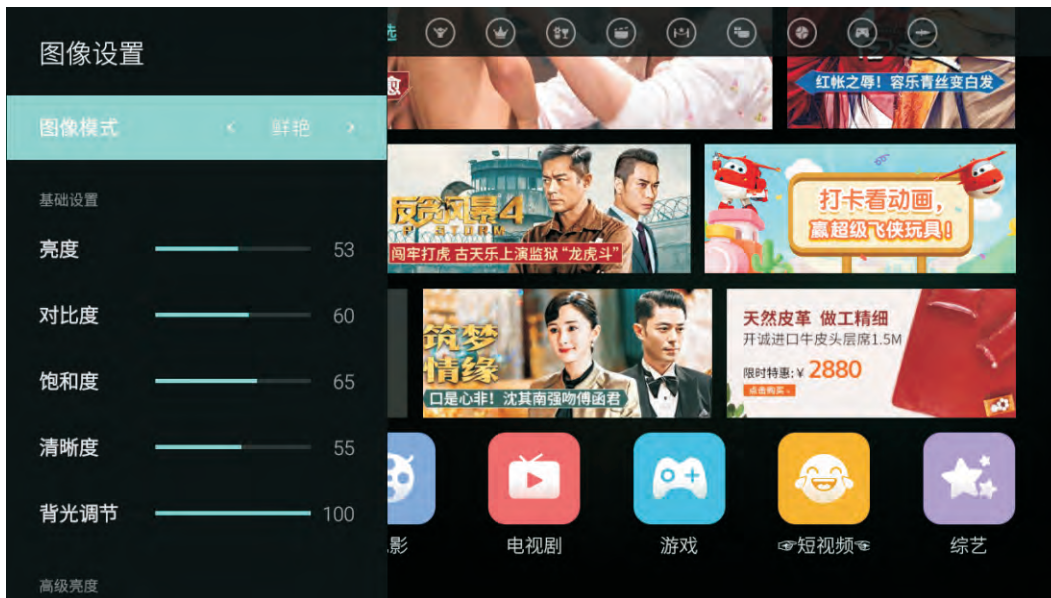 图像设置
图像模式
鲜艳
基础设置
亮度
53
对比度
60
饱和度
65
清晰度
55
背光调节
100
高级亮度
选
愈
红帐之辱！容乐青丝变白发
反贪风暴4
P STORM
闯牢打虎 古天乐上演监狱“龙虎斗”
打卡看动画，
赢超级飞侠玩具！
筑梦
情缘
口是心非！沈其南强吻傅函君
天然皮革 做工精细
开诚进口牛皮头层席1.5M
限时特惠:￥2880
点击购买
影
电视剧
游戏
☞短视频☜
综艺